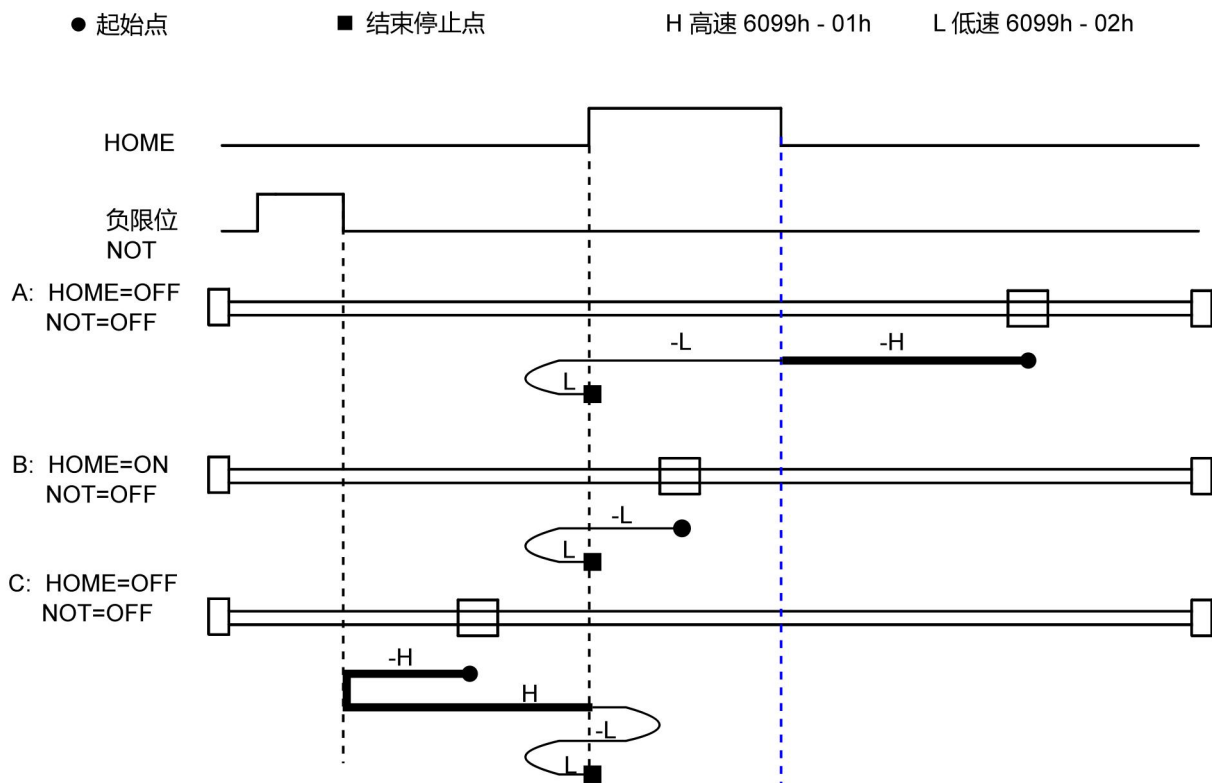 ● 起始点
■ 结束停止点
H 高速 6099h - 01h
L 低速 6099h - 02h
HOME
负限位
NOT
A: HOME=OFF
NOT=OFF
-L
-H
L
B: HOME=ON
NOT=OFF
-L
L
C: HOME=OFF
NOT=OFF
-H
H
-L
L